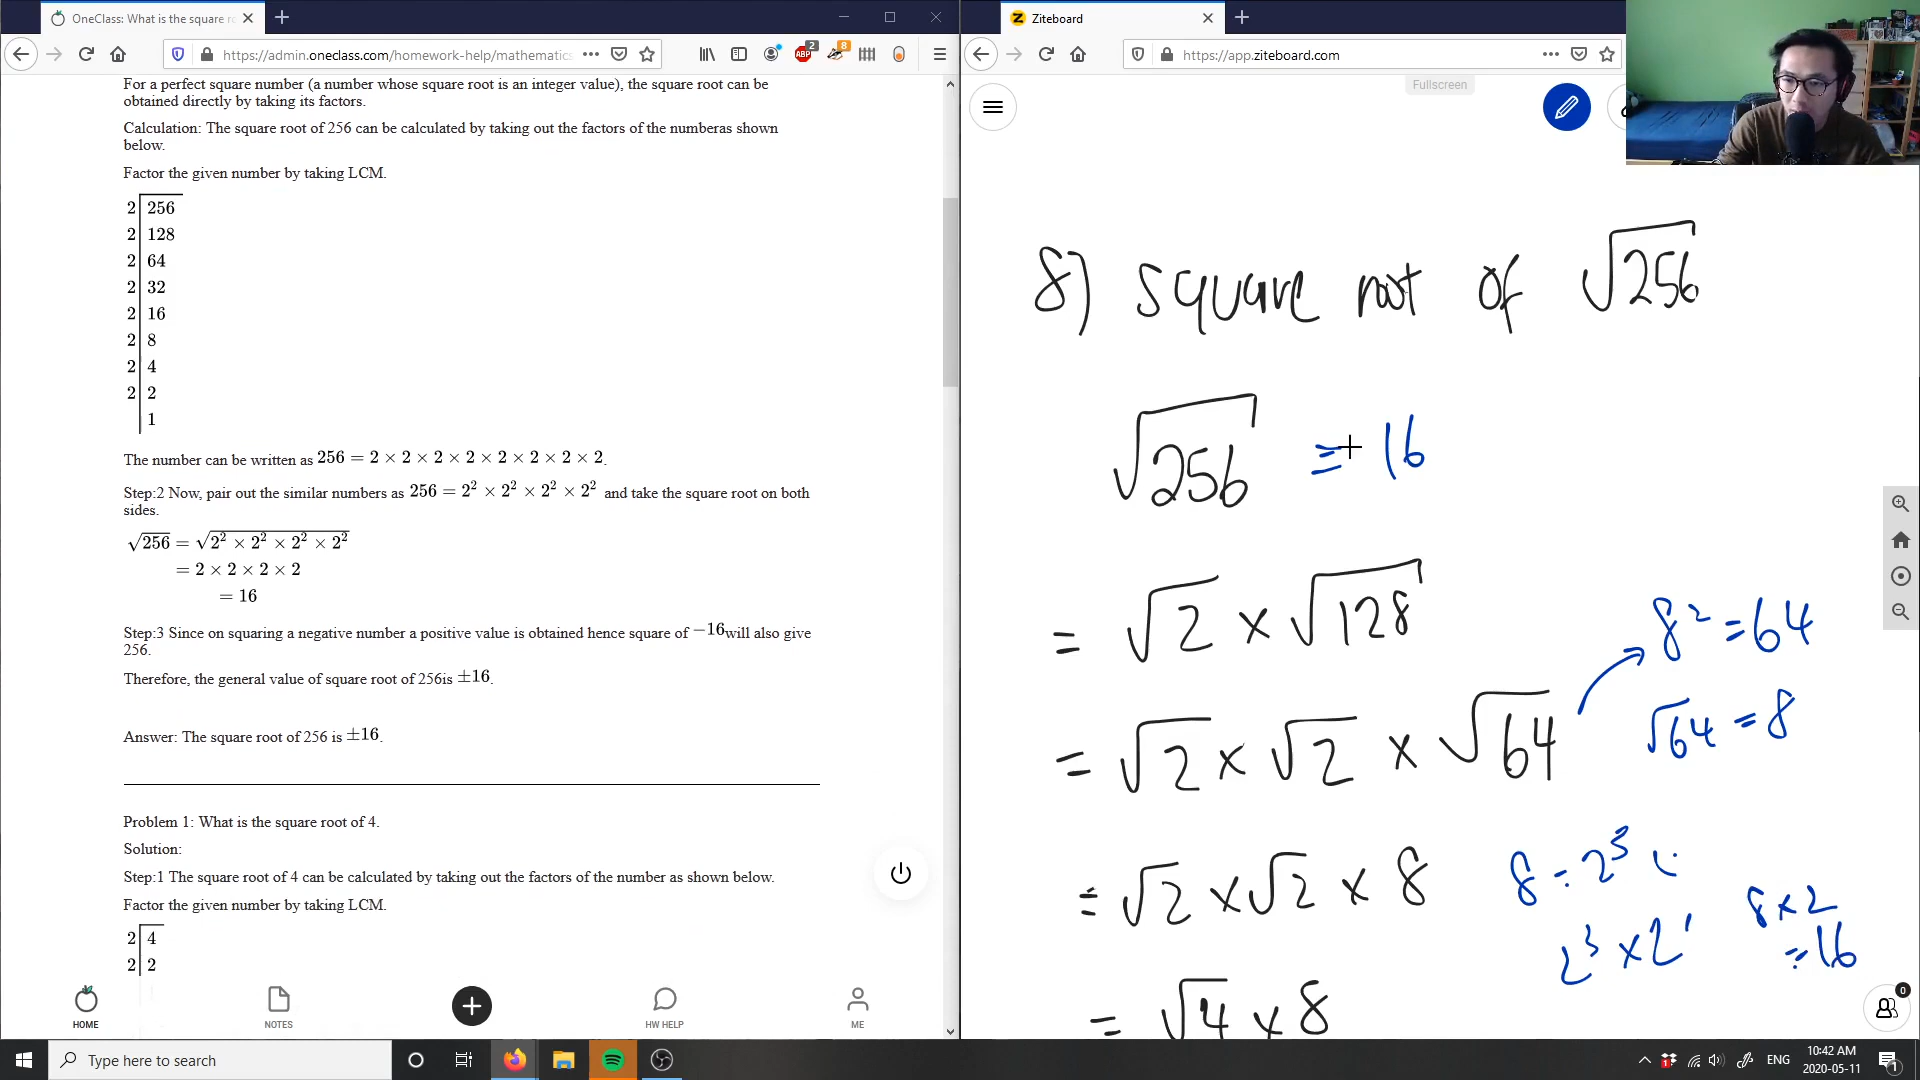 OneClass: What is the square ro
Ziteboard
https://admin.oneclass.com/homework-help/mathematics
ABP
2
8
https://app.ziteboard.com
Fullscreen
For a perfect square number (a number whose square root is an integer value), the square root can be
obtained directly by taking its factors.
Calculation: The square root of 256 can be calculated by taking out the factors of the numberas shown
below.
Factor the given number by taking LCM.
2 256
2 128
2 64
2 32
2 16
2 8
2 4
2 2
1
The number can be written as 256 = 2 × 2 × 2 × 2 × 2 × 2 × 2 × 2.
Step:2 Now, pair out the similar numbers as 256 = 2² × 2² × 2² × 2² and take the square root on both
sides.
√256 = √2² × 2² × 2² × 2²
= 2 × 2 × 2 × 2
= 16
Step:3 Since on squaring a negative number a positive value is obtained hence square of −16will also give
256.
Therefore, the general value of square root of 256is ±16.
Answer: The square root of 256 is ±16.
Problem 1: What is the square root of 4.
Solution:
Step:1 The square root of 4 can be calculated by taking out the factors of the number as shown below.
Factor the given number by taking LCM.
2 4
2 2
HOME
NOTES
HW HELP
ME
8) square root of √256
√256 = 16
= √2 × √128
= √2 × √2 × √64
8² = 64
√64 = 8
= √2 × √2 × 8
8 = 2³
2³ × 2¹
8 × 2
= 16
= √4 × 8
0
Type here to search
ENG
10:42 AM
2020-05-11
1